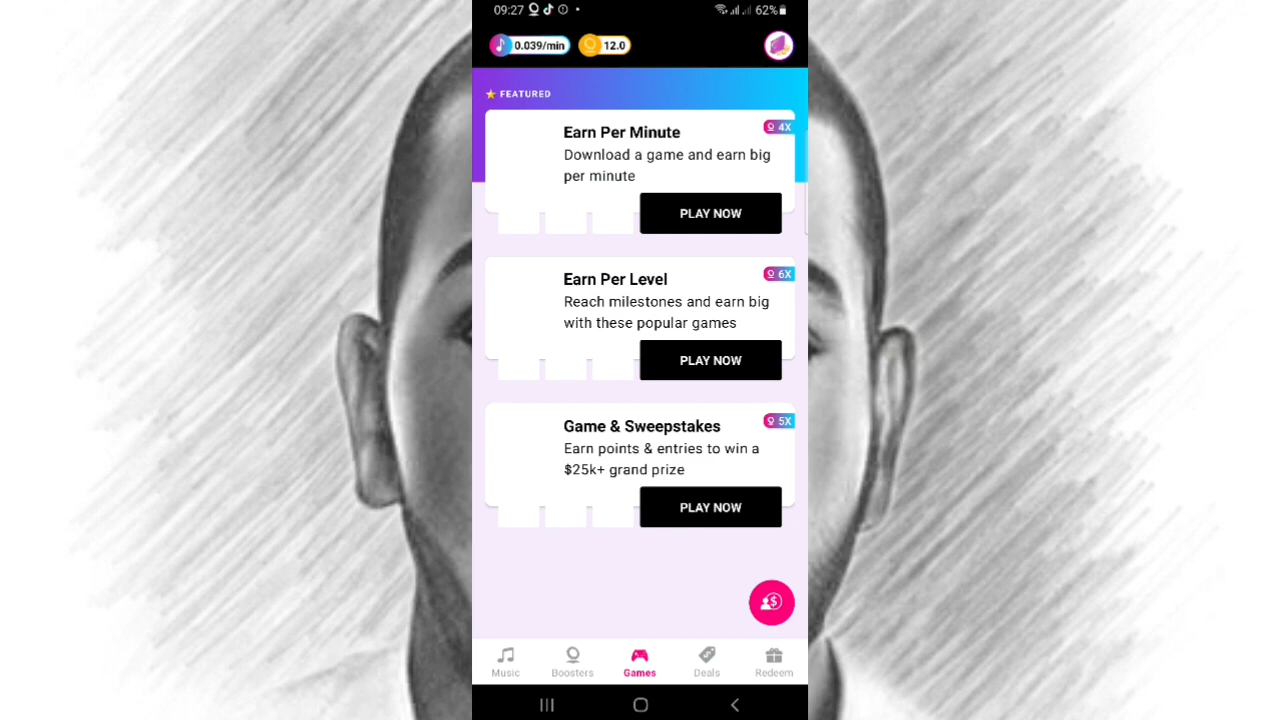 09:27
62%
0.039/min
12.0
FEATURED
Earn Per Minute
4X
Download a game and earn big
per minute
PLAY NOW
Earn Per Level
6X
Reach milestones and earn big
with these popular games
PLAY NOW
Game & Sweepstakes
5X
Earn points & entries to win a
$25k+ grand prize
PLAY NOW
Music
Boosters
Games
Deals
Redeem